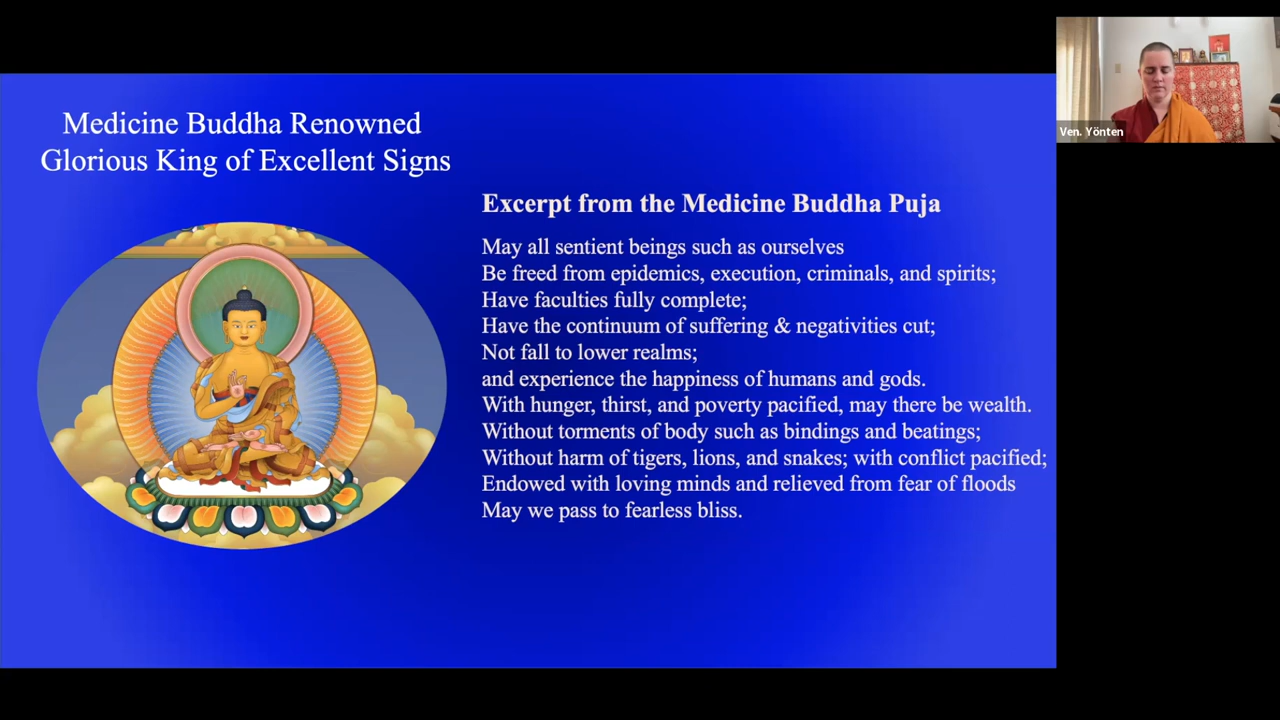 Medicine Buddha Renowned
Glorious King of Excellent Signs
Excerpt from the Medicine Buddha Puja
May all sentient beings such as ourselves
Be freed from epidemics, execution, criminals, and spirits;
Have faculties fully complete;
Have the continuum of suffering & negativities cut;
Not fall to lower realms;
and experience the happiness of humans and gods.
With hunger, thirst, and poverty pacified, may there be wealth.
Without torments of body such as bindings and beatings;
Without harm of tigers, lions, and snakes; with conflict pacified;
Endowed with loving minds and relieved from fear of floods
May we pass to fearless bliss.
Ven. Yönten